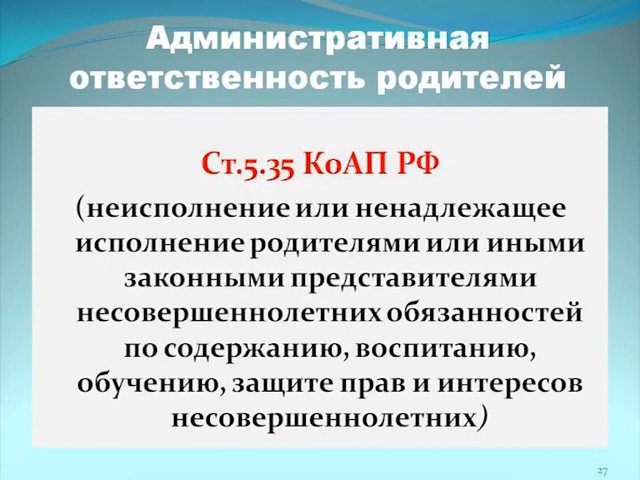 Административная
ответственность родителей
Ст.5.35 КоАП РФ
(неисполнение или ненадлежащее
исполнение родителями или иными
законными представителями
несовершеннолетних обязанностей
по содержанию, воспитанию,
обучению, защите прав и интересов
несовершеннолетних)
27